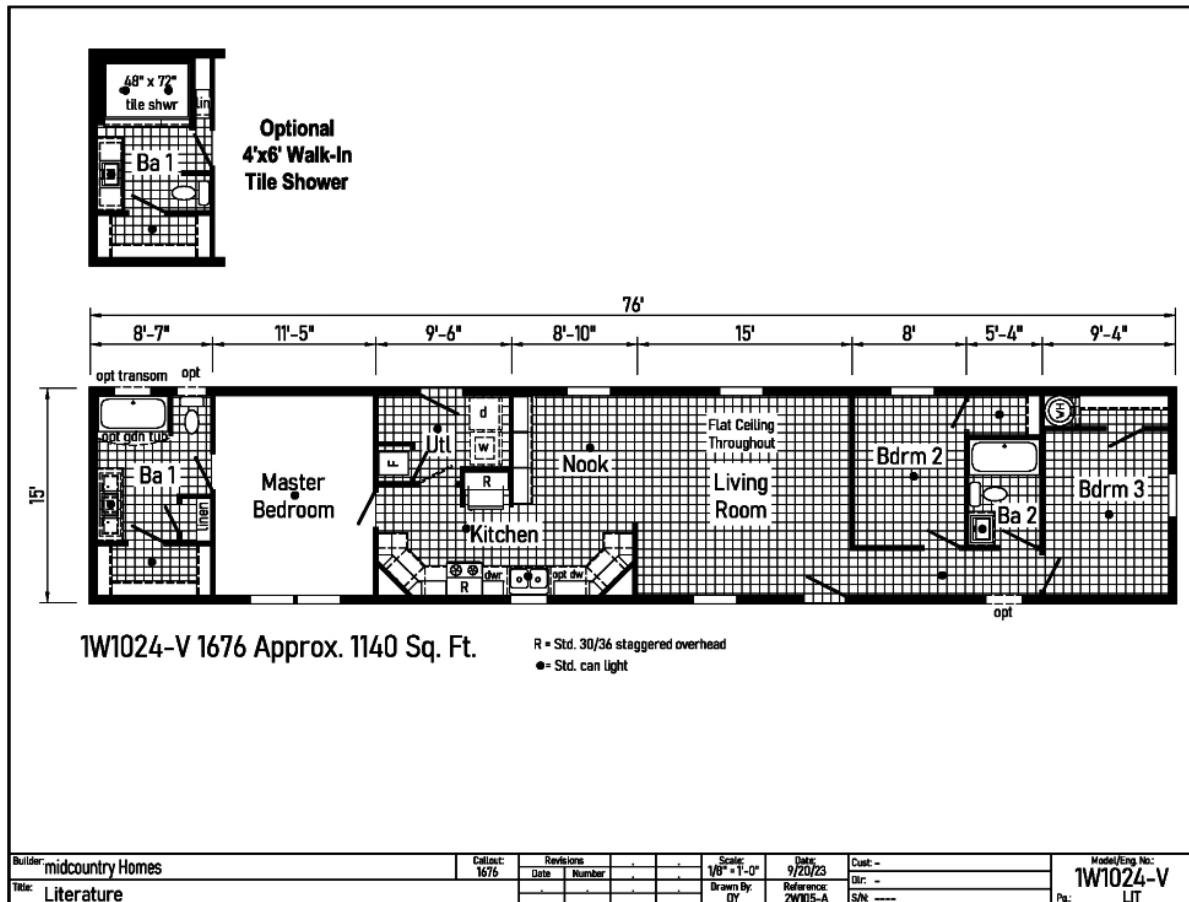 48" x 72"
tile shwr
lin
Ba 1
Optional
4'x6' Walk-In
Tile Shower
76'
8'-7" 11'-5" 9'-6" 8'-10" 15' 8' 5'-4" 9'-4"
opt transom opt
15'
opt gdn tub
Ba 1
linen
Master
Bedroom
Utl
F
d
w
R
Kitchen
R
dwr
opt dw
Nook
Flat Ceiling
Throughout
Living
Room
Bdrm 2
Ba 2
WH
Bdrm 3
opt
1W1024-V 1676 Approx. 1140 Sq. Ft.
R = Std. 30/36 staggered overhead
●= Std. can light
Builder: midcountry Homes
Title: Literature
Callout:
1676
Revisions
Date Number
Scale:
1/8" = 1'-0"
Drawn By:
OY
Date:
9/20/23
Reference:
2W105-A
Cust: -
Dlr: -
S/N: ----
Model/Eng. No.:
1W1024-V
Pg.: LIT